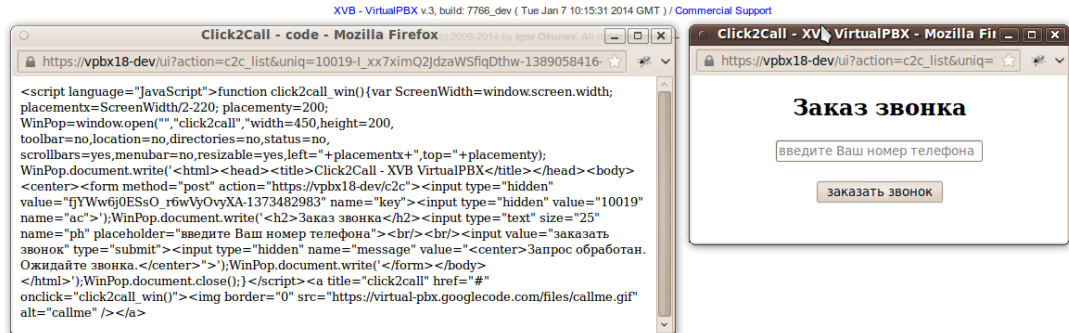 XVB - VirtualPBX v.3, build: 7766_dev ( Tue Jan 7 10:15:31 2014 GMT ) / Commercial Support
Click2Call - code - Mozilla Firefox
2009-2014 by Igor Okunev. All
https://vpbx18-dev/ui?action=c2c_list&uniq=10019-I_xx7ximQ2JdzaWSfiqDthw-1389058416-
<script language="JavaScript">function click2call_win(){var ScreenWidth=window.screen.width;
placementx=ScreenWidth/2-220; placementy=200;
WinPop=window.open("","click2call","width=450,height=200,
toolbar=no,location=no,directories=no,status=no,
scrollbars=yes,menubar=no,resizable=yes,left="+placementx+",top="+placementy);
WinPop.document.write('<html><head><title>Click2Call - XVB VirtualPBX</title></head><body>
<center><form method="post" action="https://vpbx18-dev/c2c"><input type="hidden"
value="fjYWw6j0ESsO_r6wVyOvyXA-1373482983" name="key"><input type="hidden" value="10019"
name="ac">');WinPop.document.write('<h2>Заказ звонка</h2><input type="text" size="25"
name="ph" placeholder="введите Ваш номер телефона"><br/><br/><input value="заказать
звонок" type="submit"><input type="hidden" name="message" value="<center>Запрос обработан.
Ожидайте звонка.</center>">');WinPop.document.write('</form></body>
</html>');WinPop.document.close();}</script><a title="click2call" href="#"
onclick="click2call_win()"><img border="0" src="https://virtual-pbx.googlecode.com/files/callme.gif"
alt="callme" /></a>
Click2Call - XVB VirtualPBX - Mozilla Fi
https://vpbx18-dev/ui?action=c2c_list&uniq=
Заказ звонка
введите Ваш номер телефона
заказать звонок